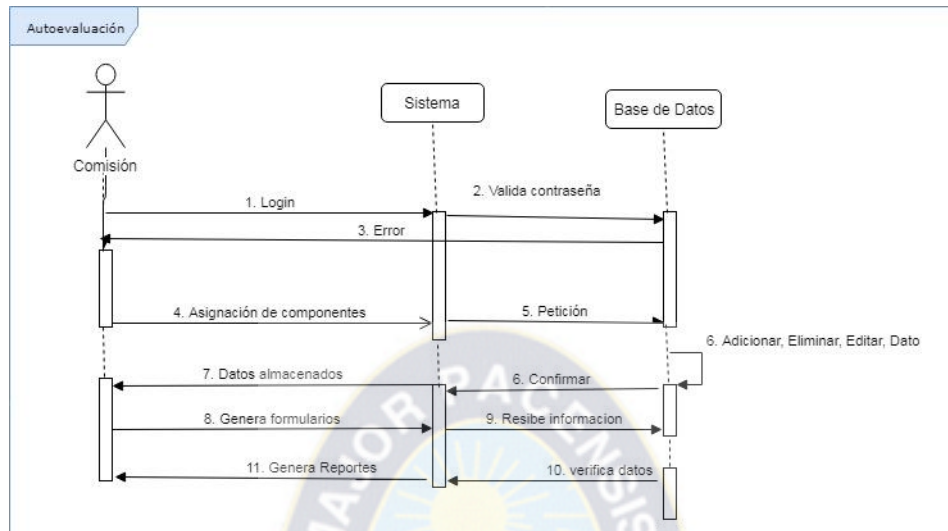 Autoevaluación
Sistema
Base de Datos
Comisión
2. Valida contraseña
1. Login
3. Error
4. Asignación de componentes
5. Petición
6. Adicionar, Eliminar, Editar, Dato
7. Datos almacenados
6. Confirmar
8. Genera formularios
9. Resibe informacion
11. Genera Reportes
10. verifica datos
MAJOR PACENSIS